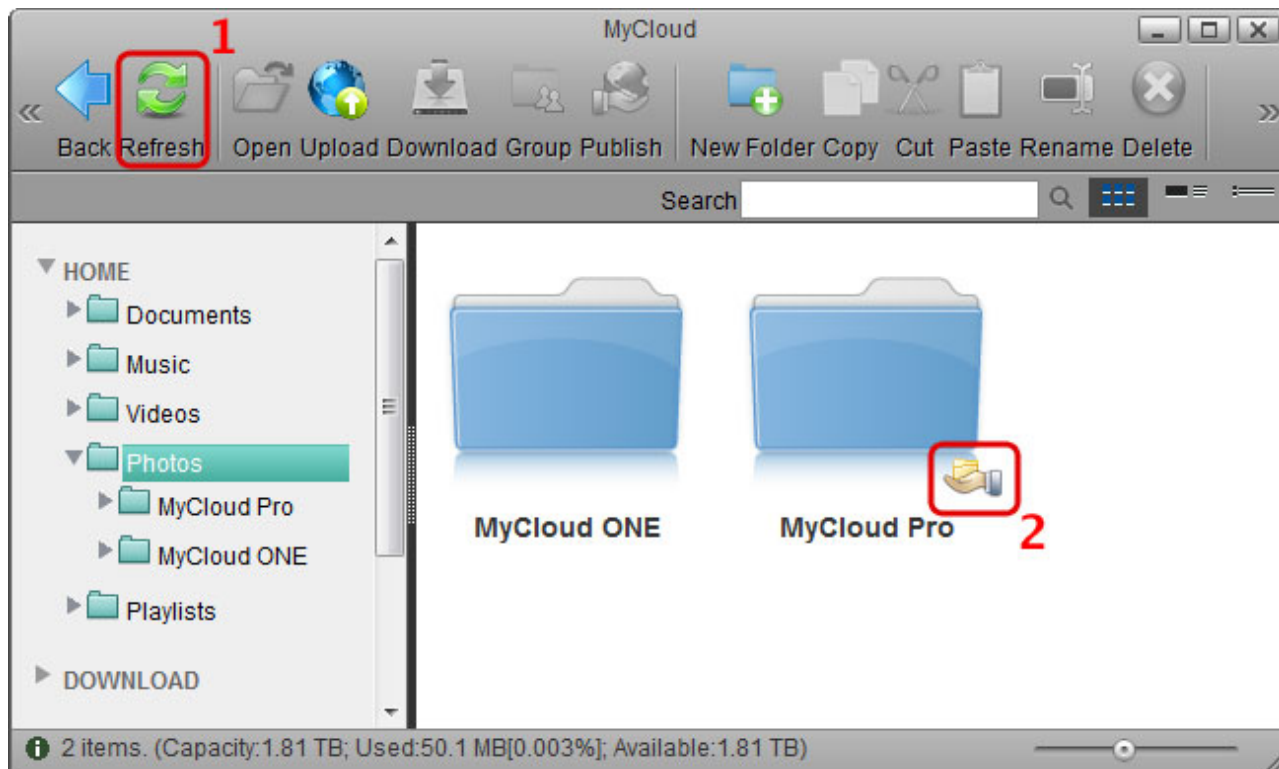 MyCloud
1
Back Refresh Open Upload Download Group Publish New Folder Copy Cut Paste Rename Delete
Search
HOME
Documents
Music
Videos
Photos
MyCloud Pro
MyCloud ONE
Playlists
DOWNLOAD
MyCloud ONE MyCloud Pro
2
2 items. (Capacity:1.81 TB; Used:50.1 MB[0.003%]; Available:1.81 TB)